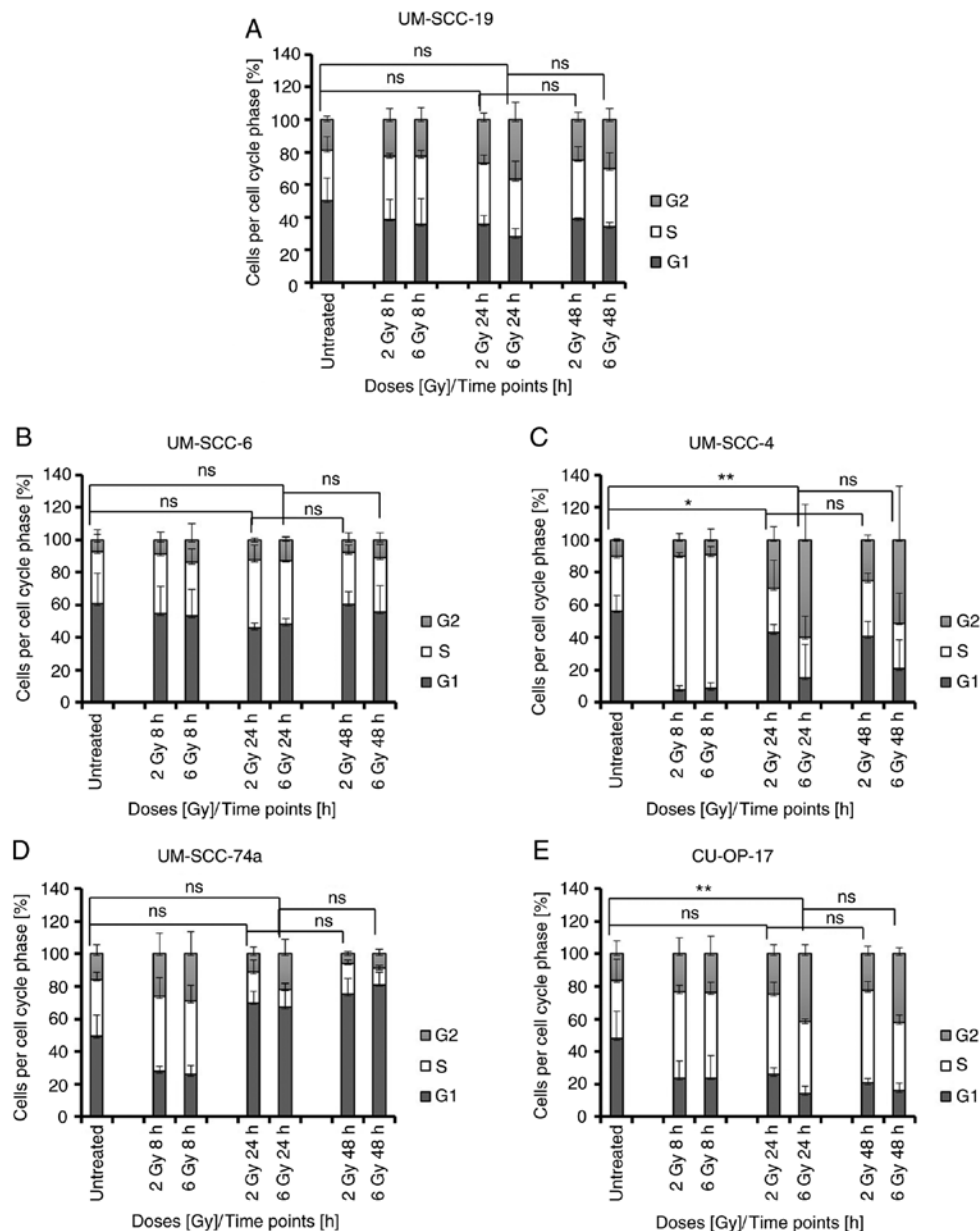 A
UM-SCC-19
Cells per cell cycle phase [%]
140
120
100
80
60
40
20
0
ns
ns
ns
ns
G2
S
G1
Untreated
2 Gy 8 h
6 Gy 8 h
2 Gy 24 h
6 Gy 24 h
2 Gy 48 h
6 Gy 48 h
Doses [Gy]/Time points [h]
B
UM-SCC-6
Cells per cell cycle phase [%]
140
120
100
80
60
40
20
0
ns
ns
ns
ns
G2
S
G1
Untreated
2 Gy 8 h
6 Gy 8 h
2 Gy 24 h
6 Gy 24 h
2 Gy 48 h
6 Gy 48 h
Doses [Gy]/Time points [h]
C
UM-SCC-4
Cells per cell cycle phase [%]
140
120
100
80
60
40
20
0
**
ns
*
ns
G2
S
G1
Untreated
2 Gy 8 h
6 Gy 8 h
2 Gy 24 h
6 Gy 24 h
2 Gy 48 h
6 Gy 48 h
Doses [Gy]/Time points [h]
D
UM-SCC-74a
Cells per cell cycle phase [%]
140
120
100
80
60
40
20
0
ns
ns
ns
ns
G2
S
G1
Untreated
2 Gy 8 h
6 Gy 8 h
2 Gy 24 h
6 Gy 24 h
2 Gy 48 h
6 Gy 48 h
Doses [Gy]/Time points [h]
E
CU-OP-17
Cells per cell cycle phase [%]
140
120
100
80
60
40
20
0
**
ns
ns
ns
G2
S
G1
Untreated
2 Gy 8 h
6 Gy 8 h
2 Gy 24 h
6 Gy 24 h
2 Gy 48 h
6 Gy 48 h
Doses [Gy]/Time points [h]